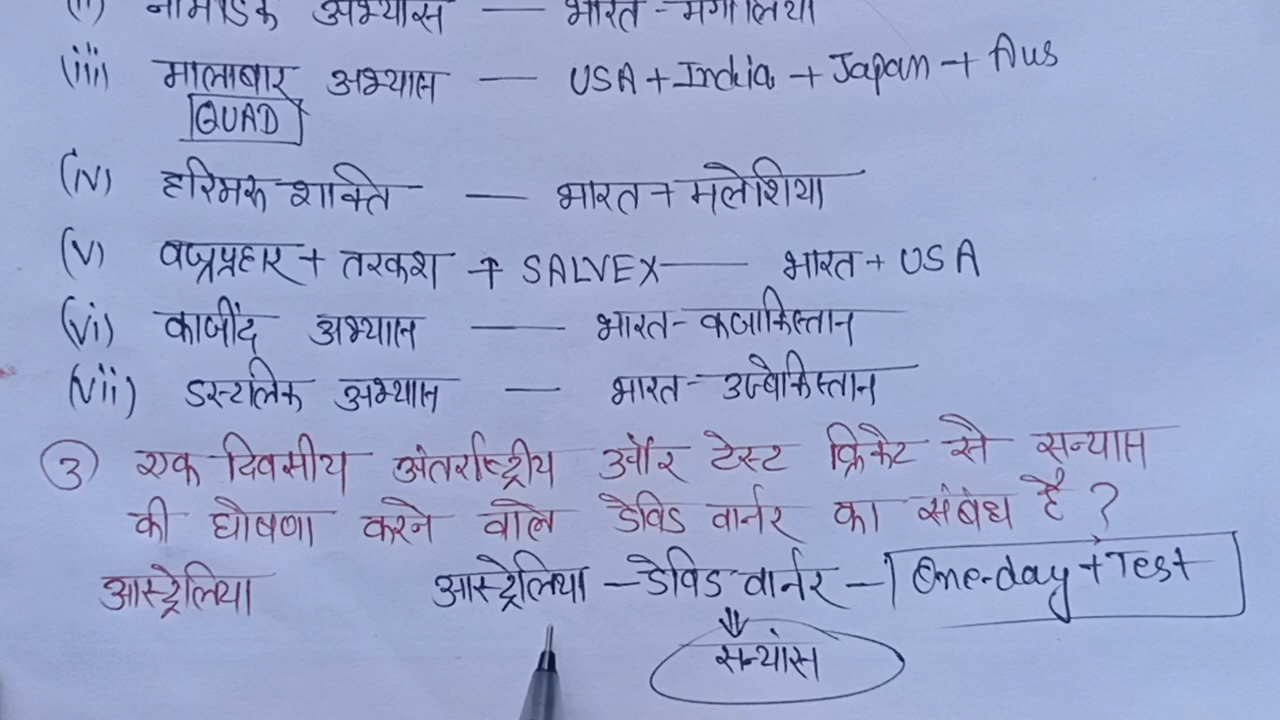 (ii) नोमाडिक अभ्यास — भारत - मंगोलिया
(iii) मालाबार अभ्यास — USA + India + Japan + Aus
QUAD
(iv) हरिमऊ शाक्ति — भारत + मलेशिया
(v) वज्रप्रहार + तरकश + SALVEX — भारत + USA
(vi) काजींद अभ्यास — भारत - कजाकिस्तान
(vii) डस्टलिक अभ्यास — भारत - उज्बेकिस्तान
③ एक दिवसीय अंतर्राष्ट्रीय और टेस्ट क्रिकेट से सन्यास
की घोषणा करने वाले डेविड वार्नर का संबंध है ?
आस्ट्रेलिया आस्ट्रेलिया – डेविड वार्नर – One-day + Test
⇓
सन्यांस